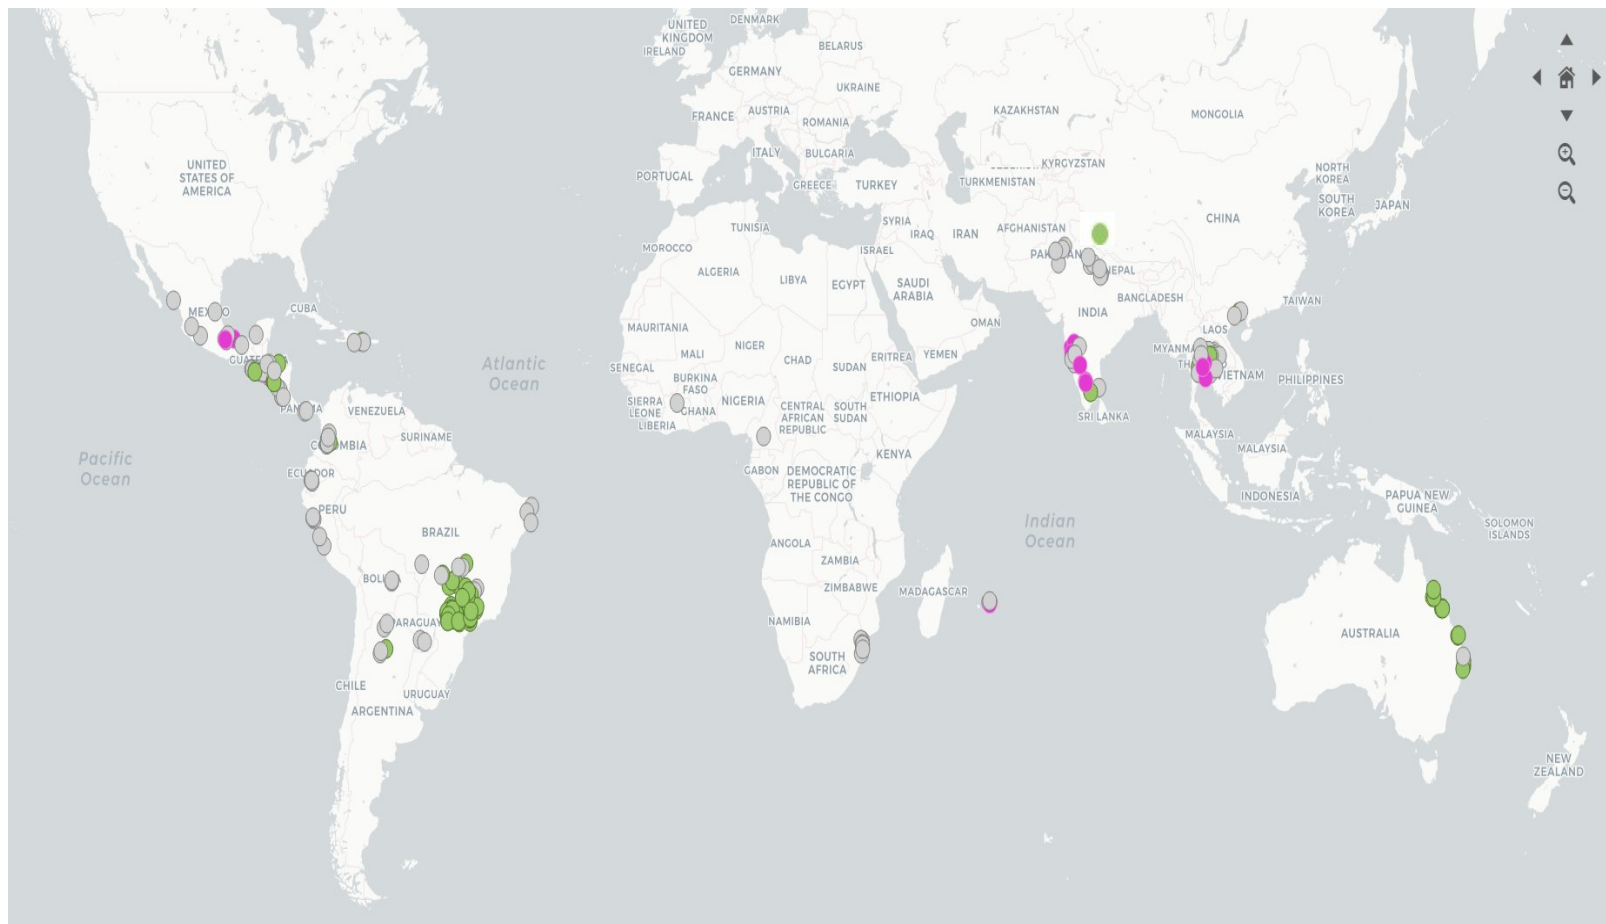 DENMARK
UNITED
KINGDOM
IRELAND
BELARUS
GERMANY
UKRAINE
KAZAKHSTAN
MONGOLIA
FRANCE
AUSTRIA
ROMANIA
ITALY
BULGARIA
KYRGYZSTAN
UNITED
STATES OF
AMERICA
PORTUGAL
GREECE
TURKEY
TURKMENISTAN
NORTH
KOREA
SOUTH
KOREA
JAPAN
CHINA
TUNISIA
SYRIA
IRAQ
IRAN
AFGHANISTAN
MOROCCO
ISRAEL
ALGERIA
LIBYA
EGYPT
SAUDI
ARABIA
INDIA
BANGLADESH
TAIWAN
CUBA
OMAN
MAURITANIA
LAOS
NIGER
MALI
CHAD
SUDAN
ERITREA
YEMEN
Atlantic
Ocean
SENEGAL
BURKINA
FASO
NIGERIA
ETHIOPIA
VIETNAM
PHILIPPINES
SIERRA
LEONE
LIBERIA
GHANA
CENTRAL
AFRICAN
REPUBLIC
SOUTH
SUDAN
SRI LANKA
VENEZUELA
SURINAME
MALAYSIA
MALAYSIA
KENYA
Pacific
Ocean
GABON
DEMOCRATIC
REPUBLIC OF
THE CONGO
INDONESIA
PAPUA NEW
GUINEA
SOLOMON
ISLANDS
PERU
BRAZIL
Indian
Ocean
ANGOLA
ZAMBIA
ZIMBABWE
MADAGASCAR
NAMIBIA
PARAGUAY
AUSTRALIA
SOUTH
AFRICA
CHILE
URUGUAY
ARGENTINA
NEW
ZEALAND